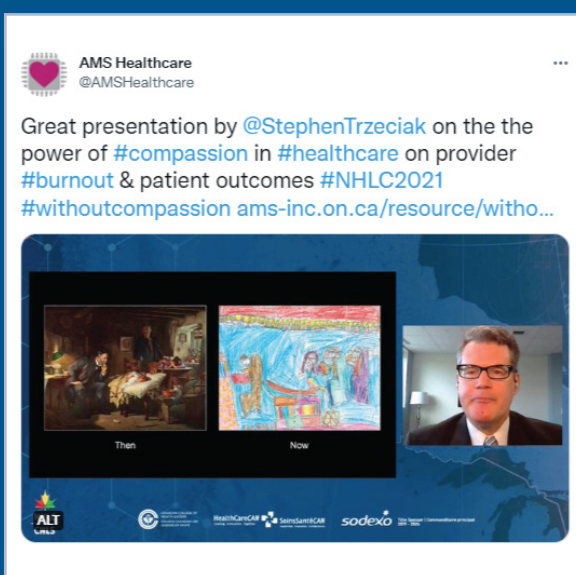 AMS Healthcare
@AMSHealthcare
Great presentation by @StephenTrzeciak on the the
power of #compassion in #healthcare on provider
#burnout & patient outcomes #NHLC2021
#withoutcompassion ams-inc.on.ca/resource/witho...
Then
Now
ALT
HealthCareCAN
SoinsSantéCAN
sodexo